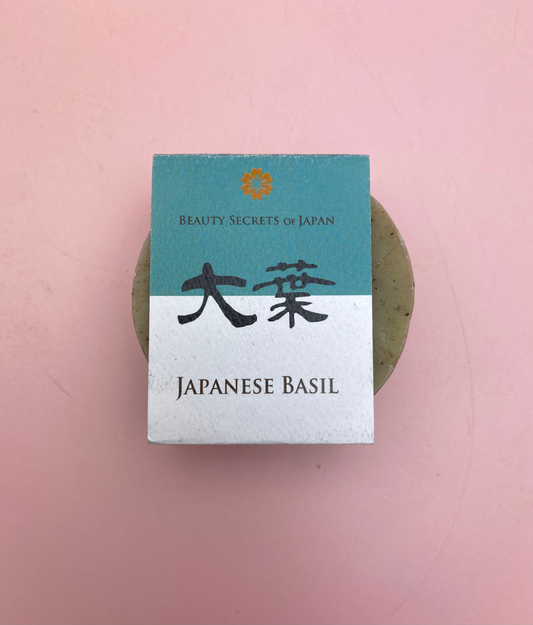 Beauty Secrets of Japan
大葉
Japanese Basil